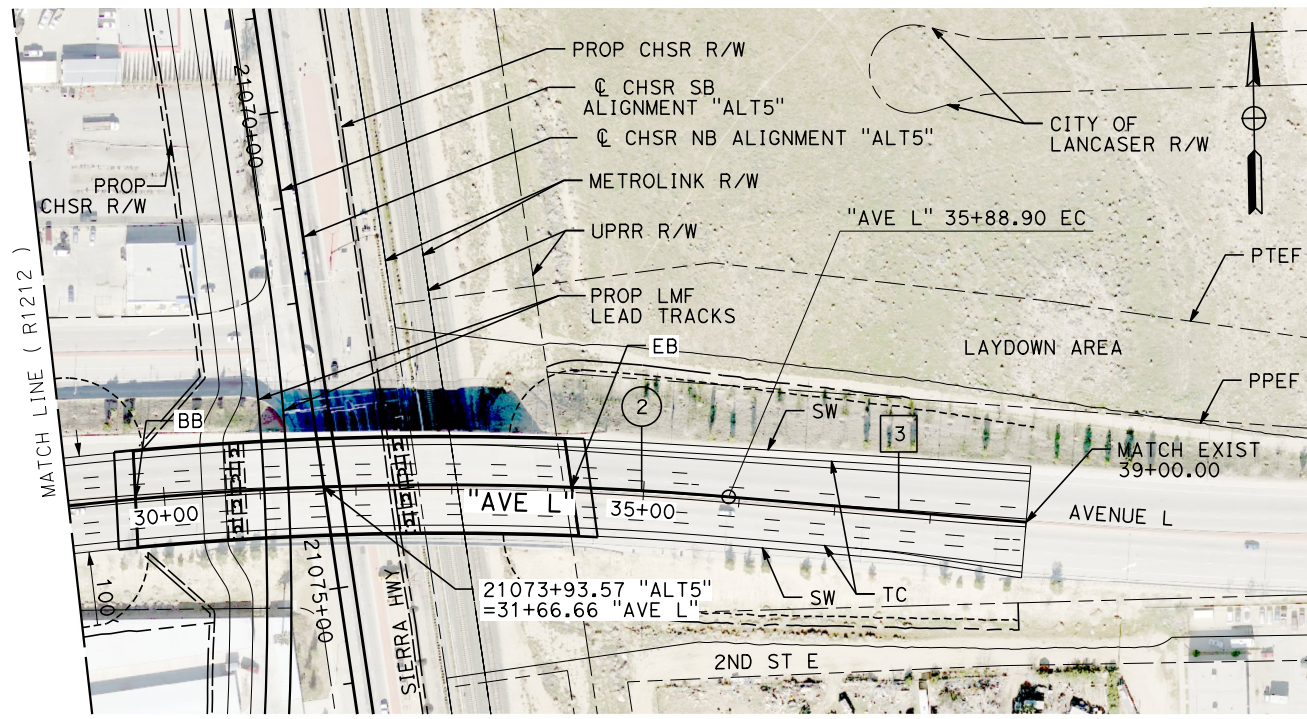 PROP CHSR R/W
℄ CHSR SB
ALIGNMENT "ALT5"
℄ CHSR NB ALIGNMENT "ALT5"
METROLINK R/W
UPRR R/W
PROP LMF
LEAD TRACKS
EB
21070+00
PROP
CHSR R/W
CITY OF
LANCASER R/W
"AVE L" 35+88.90 EC
PTEF
LAYDOWN AREA
PPEF
MATCH LINE ( R1212 )
BB
2
SW
3
MATCH EXIST
39+00.00
30+00
"AVE L"
35+00
AVENUE L
100'
21075+00
SIERRA HWY
21073+93.57 "ALT5"
=31+66.66 "AVE L"
SW
TC
2ND ST E